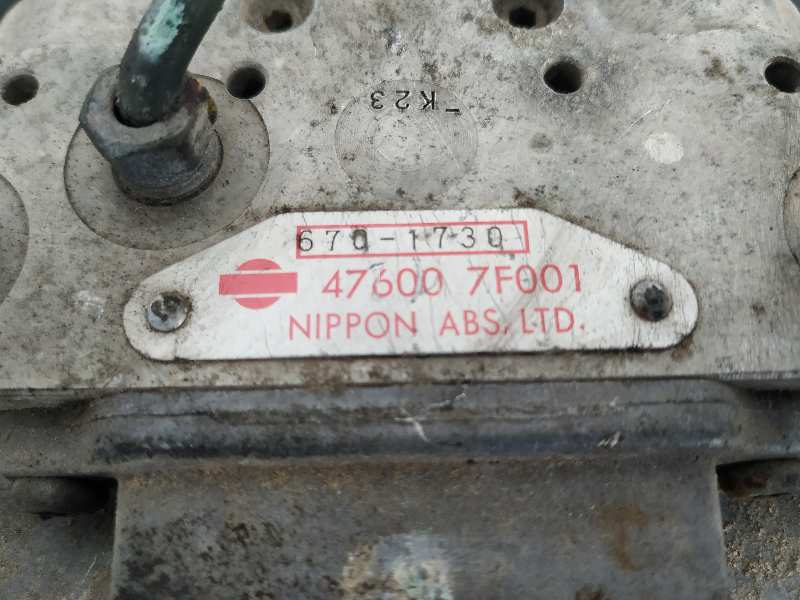 K23
670-1730
47600 7F001
NIPPON ABS, LTD.